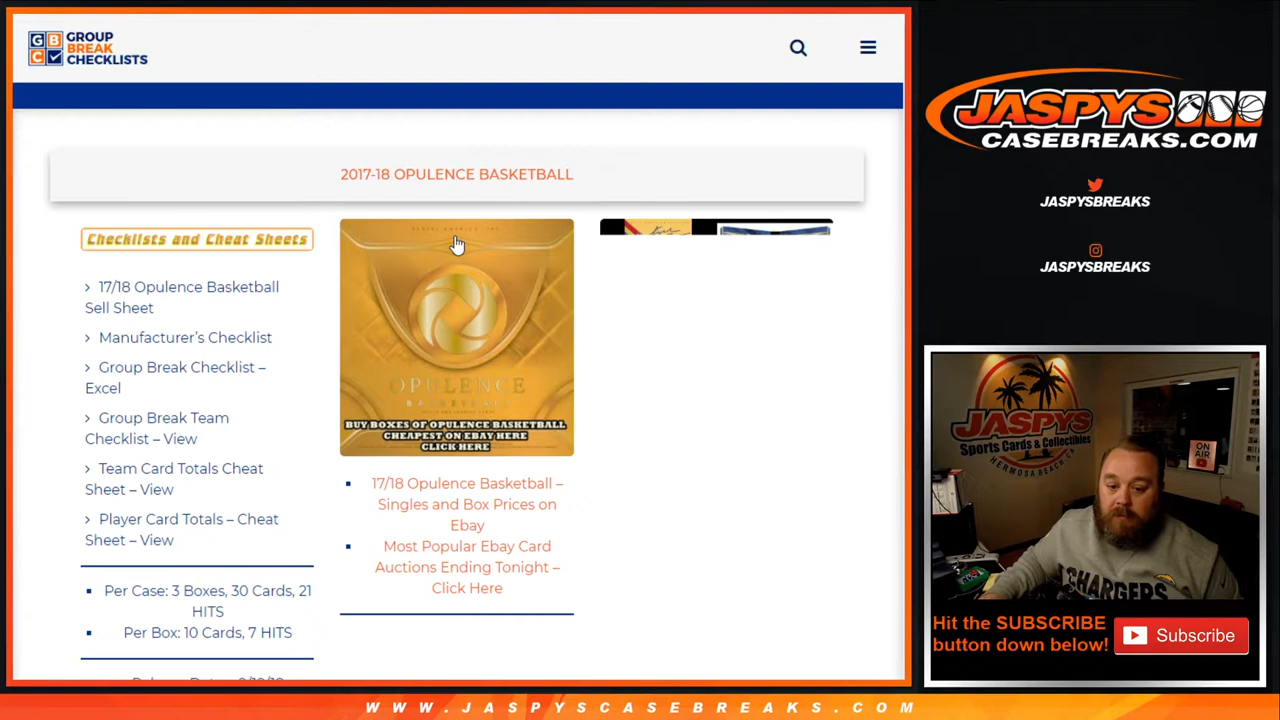 GROUP
BREAK
CHECKLISTS
G B
C
2017-18 OPULENCE BASKETBALL
Checklists and Cheat Sheets
17/18 Opulence Basketball
Sell Sheet
Manufacturer's Checklist
Group Break Checklist –
Excel
Group Break Team
Checklist – View
Team Card Totals Cheat
Sheet – View
Player Card Totals – Cheat
Sheet – View
Per Case: 3 Boxes, 30 Cards, 21
HITS
Per Box: 10 Cards, 7 HITS
OPULENCE
BASKETBALL
BUY BOXES OF OPULENCE BASKETBALL
CHEAPEST ON EBAY HERE
CLICK HERE
17/18 Opulence Basketball –
Singles and Box Prices on
Ebay
Most Popular Ebay Card
Auctions Ending Tonight –
Click Here
JASPYS
CASEBREAKS.COM
JASPYSBREAKS
JASPYSBREAKS
JASPYS
Sports Cards & Collectibles
HERMOSA BEACH CA
ON
AIR
CHARGERS
Hit the SUBSCRIBE
button down below!
Subscribe
WWW.JASPYSCASEBREAKS.COM